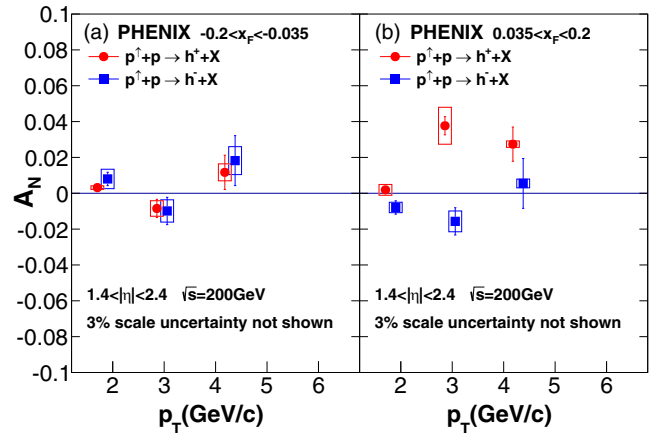 (a) PHENIX -0.2<x_F<-0.035
p↑+p → h⁺+X
p↑+p → h⁻+X
(b) PHENIX 0.035<x_F<0.2
p↑+p → h⁺+X
p↑+p → h⁻+X
A_N
0.1
0.08
0.06
0.04
0.02
0
-0.02
-0.04
-0.06
-0.08
-0.1
1.4<|η|<2.4 √s=200GeV
3% scale uncertainty not shown
1.4<|η|<2.4 √s=200GeV
3% scale uncertainty not shown
2 3 4 5 6
2 3 4 5 6
p_T(GeV/c)
p_T(GeV/c)